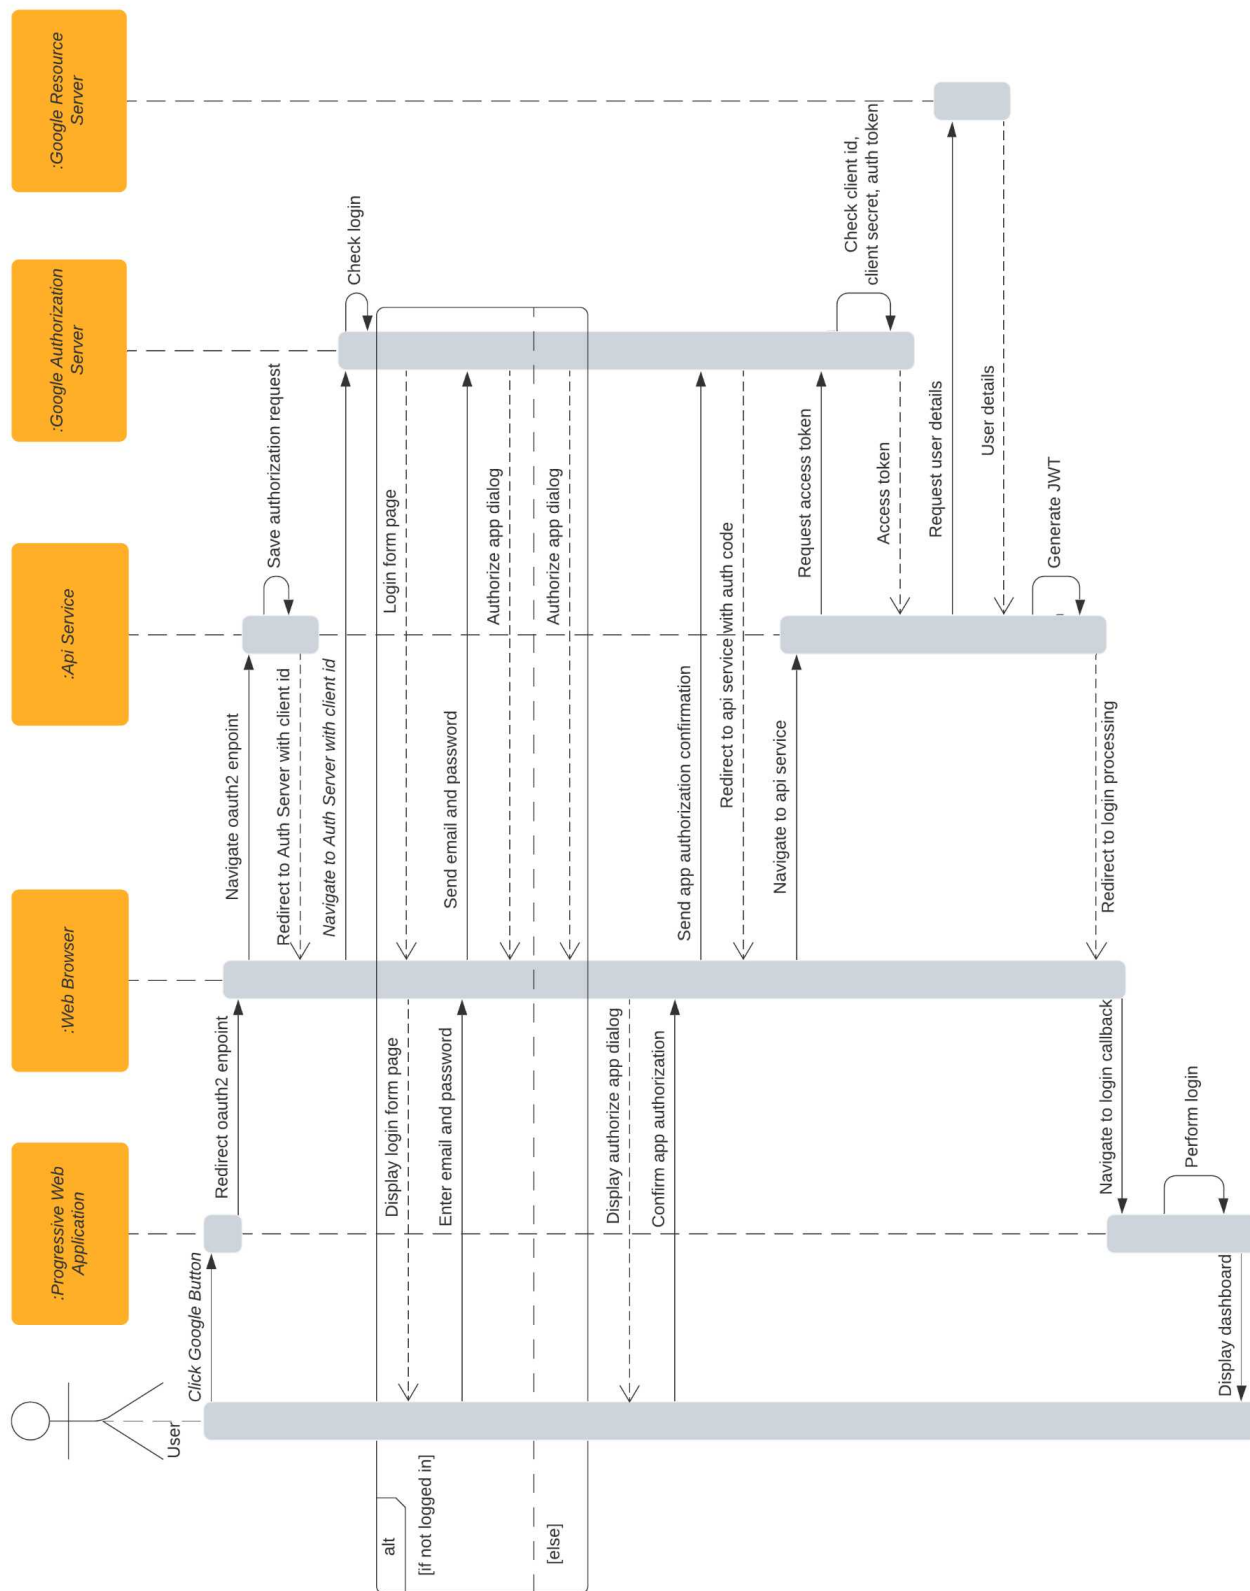 User
:Progressive Web
Application
:Web Browser
:Api Service
:Google Authorization
Server
:Google Resource
Server
Click Google Button
Redirect oauth2 enpoint
Navigate oauth2 enpoint
Save authorization request
Redirect to Auth Server with client id
Navigate to Auth Server with client id
Check login
alt
[if not logged in]
Login form page
Display login form page
Enter email and password
Send email and password
Authorize app dialog
[else]
Authorize app dialog
Display authorize app dialog
Confirm app authorization
Send app authorization confirmation
Redirect to api service with auth code
Navigate to api service
Request access token
Check client id,
client secret, auth token
Access token
Request user details
User details
Generate JWT
Redirect to login processing
Navigate to login callback
Perform login
Display dashboard